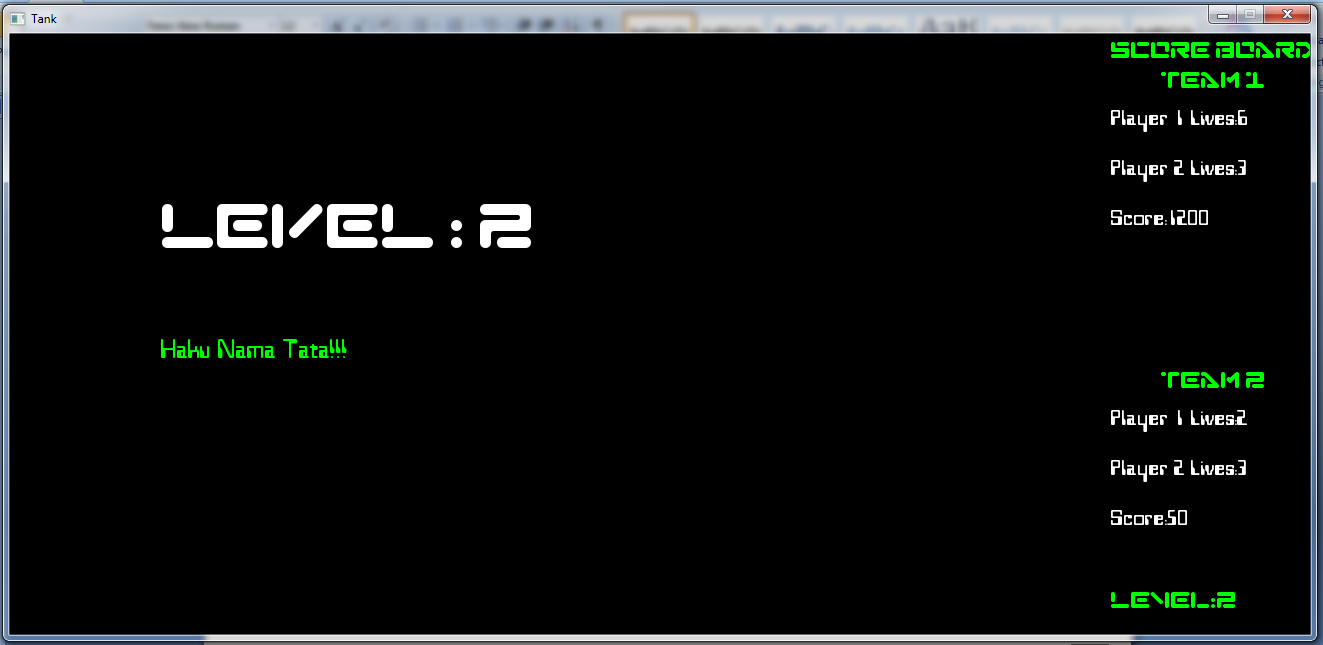 Tank
LEVEL:2
Haku Nama Tata!!!
SCORE BOARD
TEAM 1
Player 1 Lives:6
Player 2 Lives:3
Score:1200
TEAM 2
Player 1 Lives:2
Player 2 Lives:3
Score:50
LEVEL:2